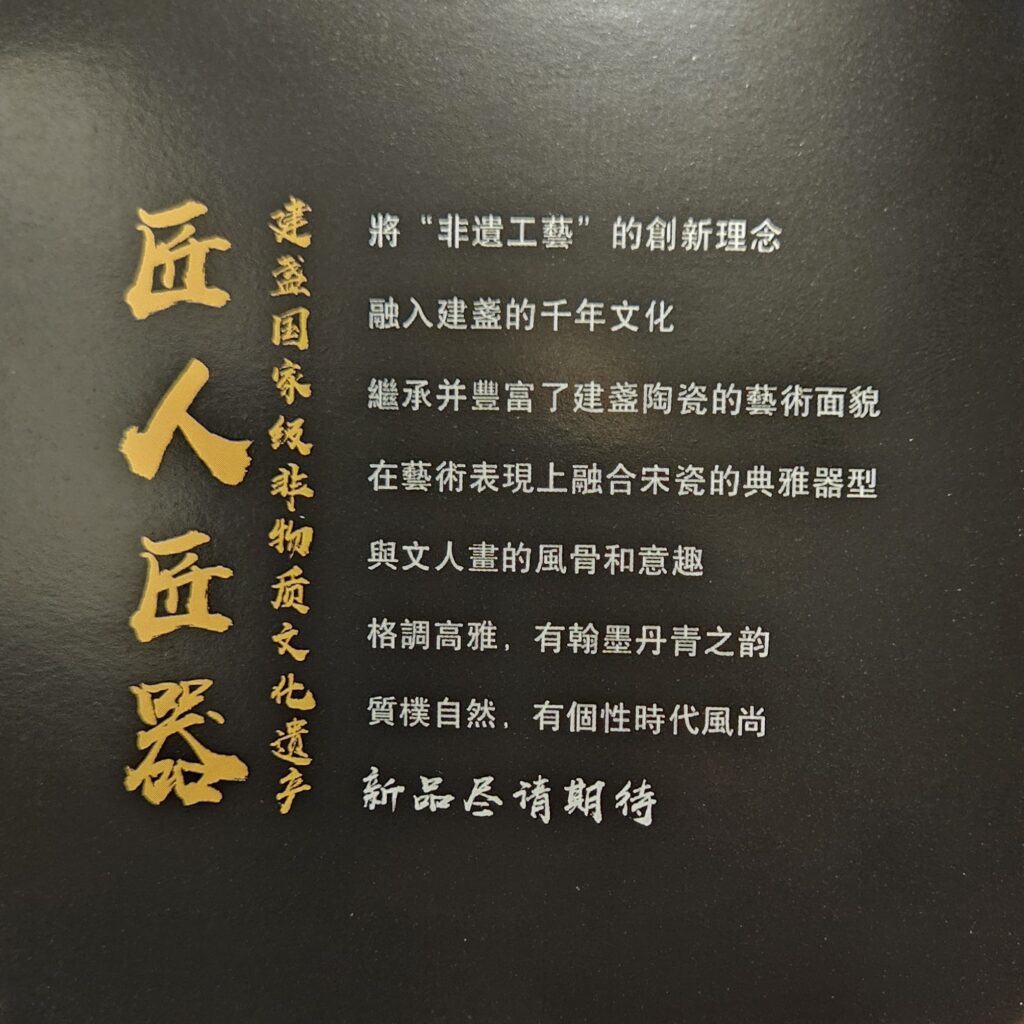 匠人匠器
建盏国家级非物质文化遗产
將“非遺工藝”的創新理念
融入建盞的千年文化
繼承并豐富了建盞陶瓷的藝術面貌
在藝術表現上融合宋瓷的典雅器型
與文人畫的風骨和意趣
格調高雅，有翰墨丹青之韵
質樸自然，有個性時代風尚
新品尽请期待